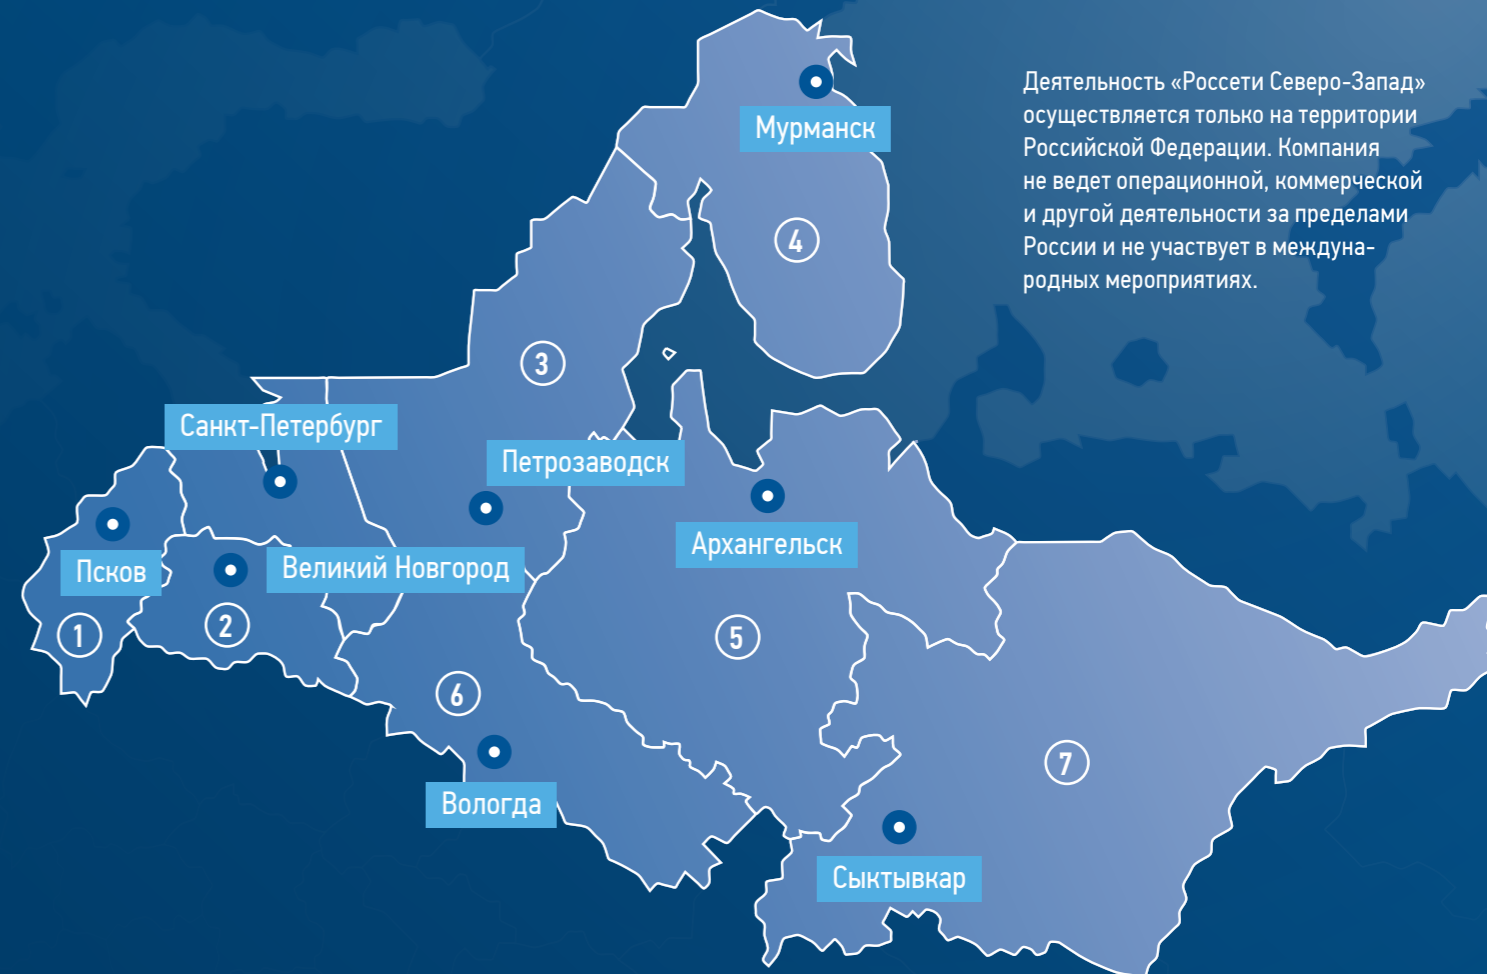 Деятельность «Россети Северо-Запад»
осуществляется только на территории
Российской Федерации. Компания
не ведет операционной, коммерческой
и другой деятельности за пределами
России и не участвует в междуна-
родных мероприятиях.
Мурманск
4
3
Санкт-Петербург
Петрозаводск
Архангельск
Великий Новгород
Псков
1
2
5
6
7
Вологда
Сыктывкар